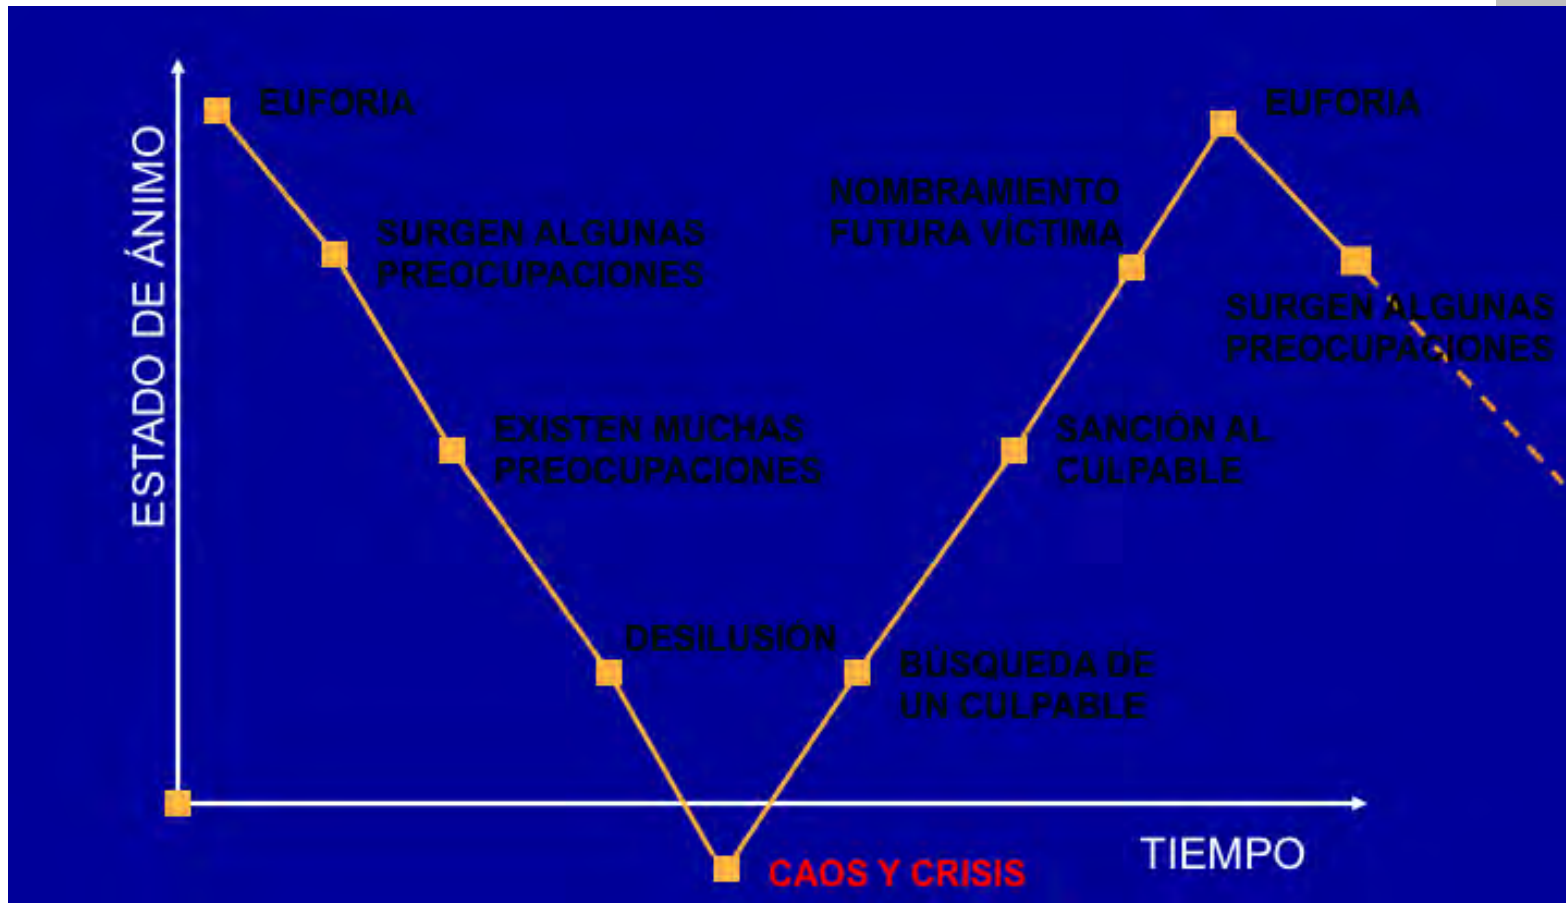 ESTADO DE ÁNIMO
EUFORIA
SURGEN ALGUNAS
PREOCUPACIONES
EXISTEN MUCHAS
PREOCUPACIONES
DESILUSIÓN
CAOS Y CRISIS
BÚSQUEDA DE
UN CULPABLE
SANCIÓN AL
CULPABLE
NOMBRAMIENTO
FUTURA VÍCTIMA
EUFORIA
SURGEN ALGUNAS
PREOCUPACIONES
TIEMPO